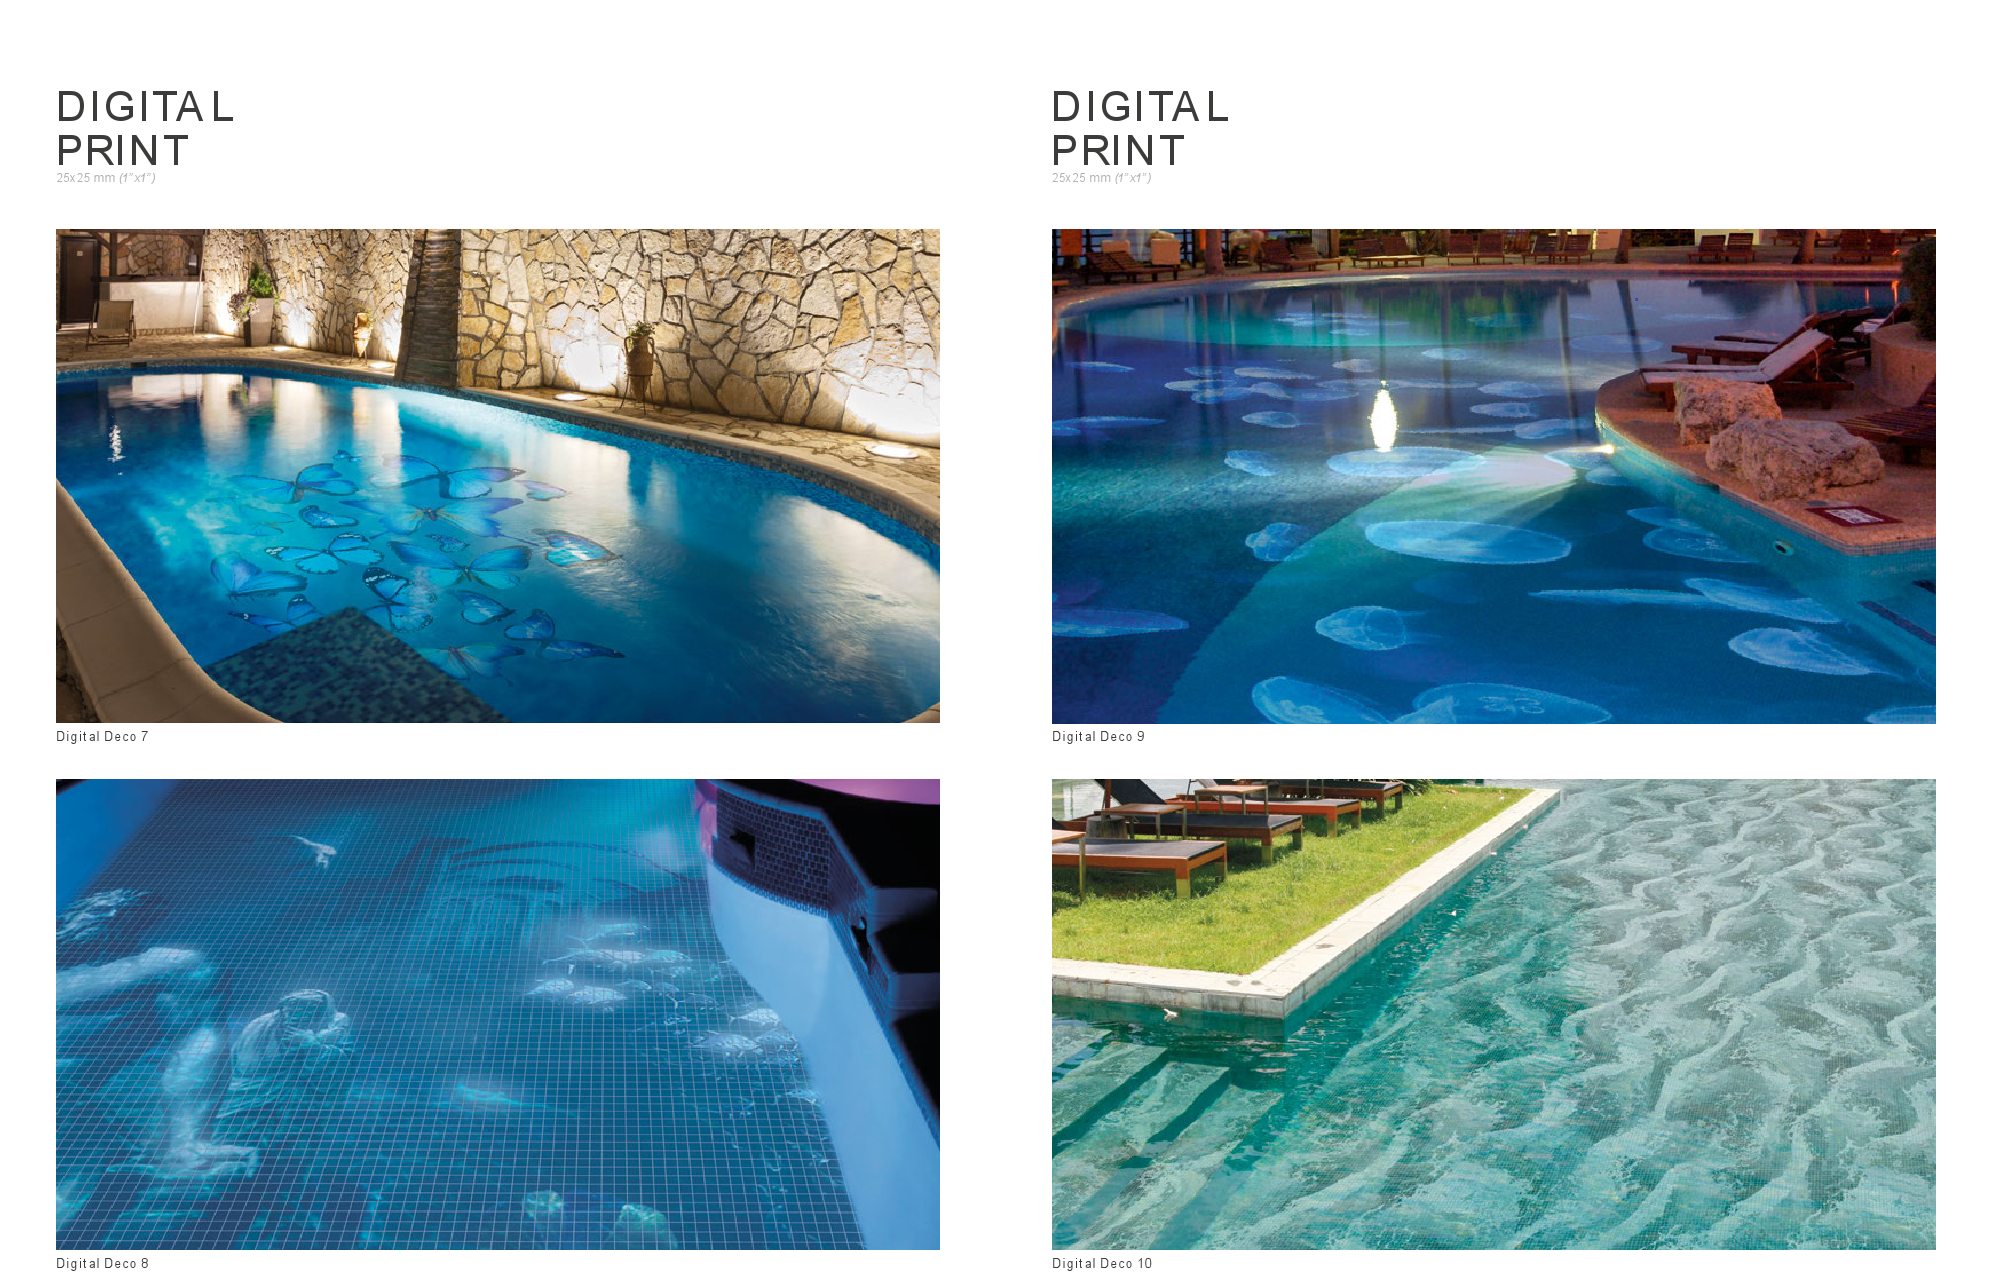 DIGITAL
PRINT
25x25 mm (1"x1")
Digital Deco 7
Digital Deco 8
DIGITAL
PRINT
25x25 mm (1"x1")
Digital Deco 9
Digital Deco 10